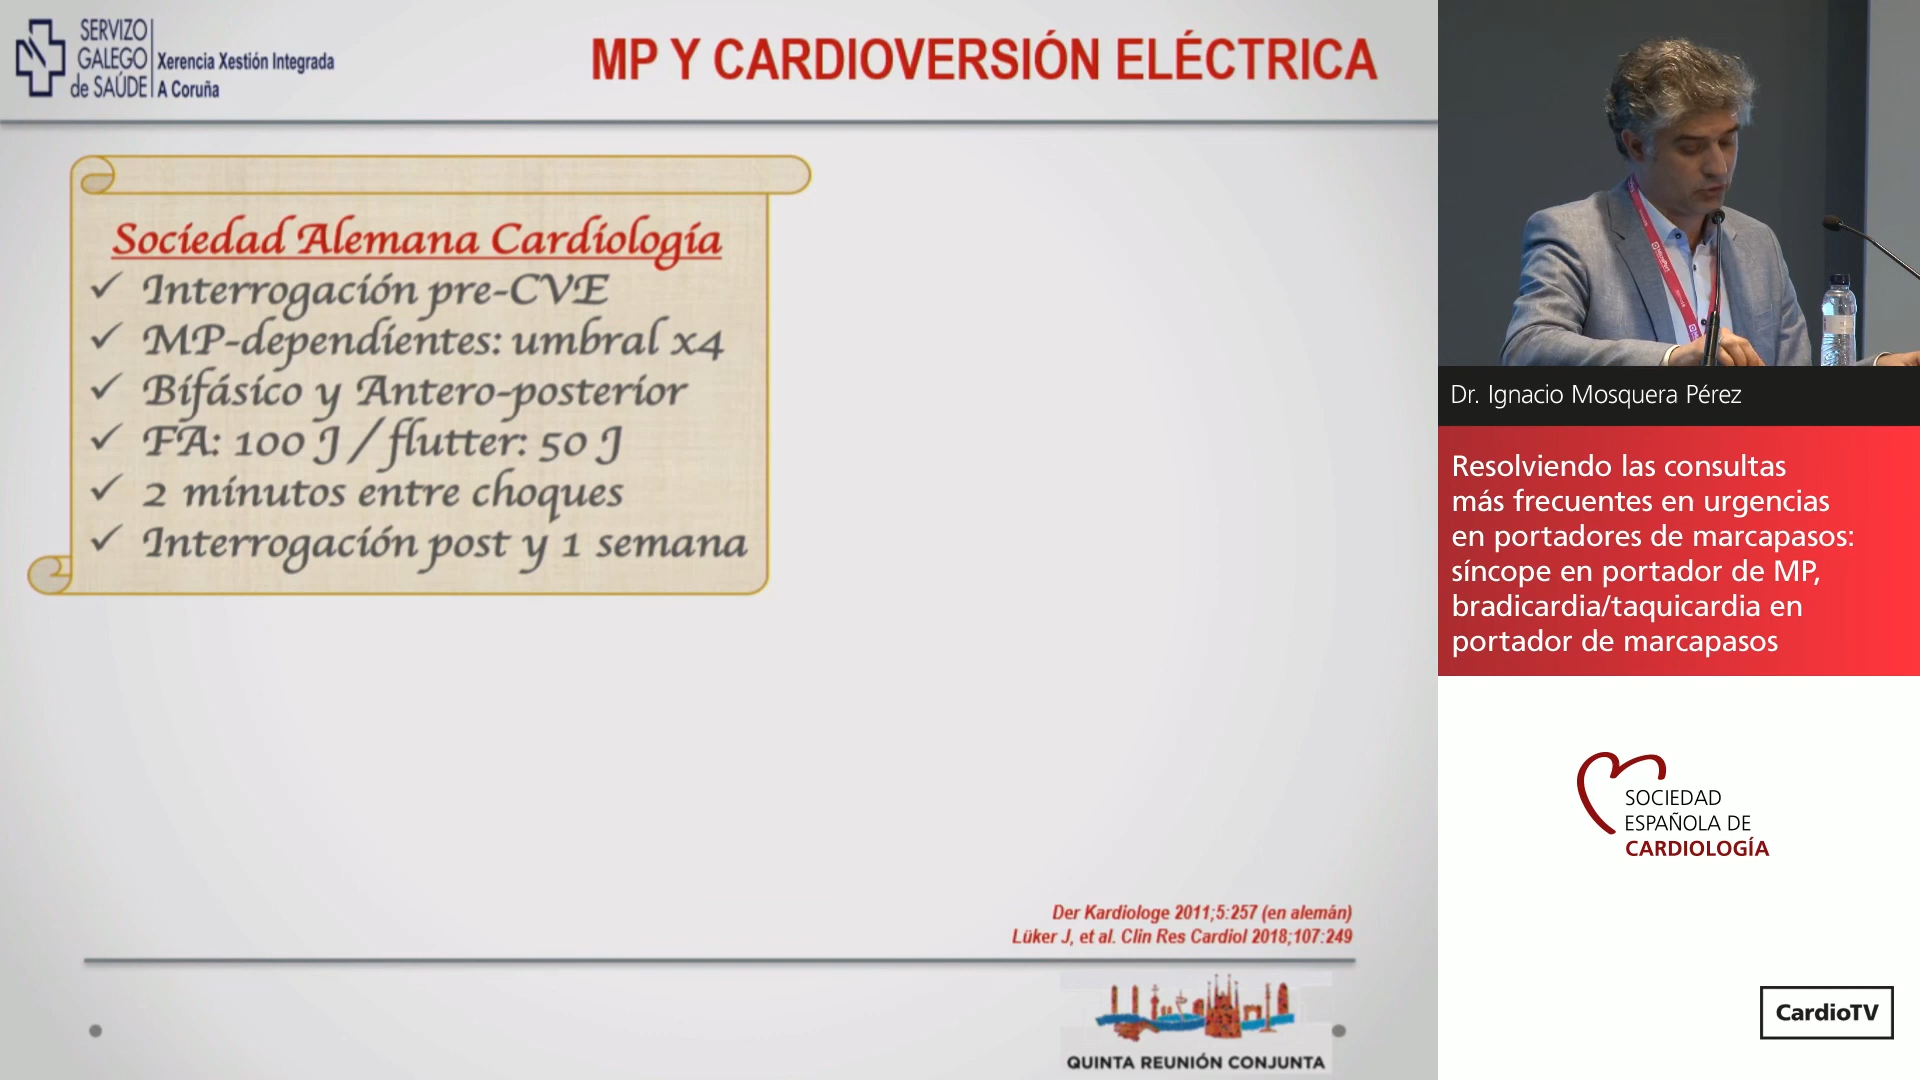 SERVIZO
GALEGO
de SAÚDE
Xerencia Xestión Integrada
A Coruña
MP Y CARDIOVERSIÓN ELÉCTRICA
Sociedad Alemana Cardiología
✓ Interrogación pre-CVE
✓ MP-dependientes: umbral x4
✓ Bifásico y Antero-posterior
✓ FA: 100 J / flutter: 50 J
✓ 2 minutos entre choques
✓ Interrogación post y 1 semana
Der Kardiologe 2011;5:257 (en alemán)
Lüker J, et al. Clin Res Cardiol 2018;107:249
QUINTA REUNIÓN CONJUNTA
Dr. Ignacio Mosquera Pérez
Resolviendo las consultas
más frecuentes en urgencias
en portadores de marcapasos:
síncope en portador de MP,
bradicardia/taquicardia en
portador de marcapasos
SOCIEDAD
ESPAÑOLA DE
CARDIOLOGÍA
CardioTV